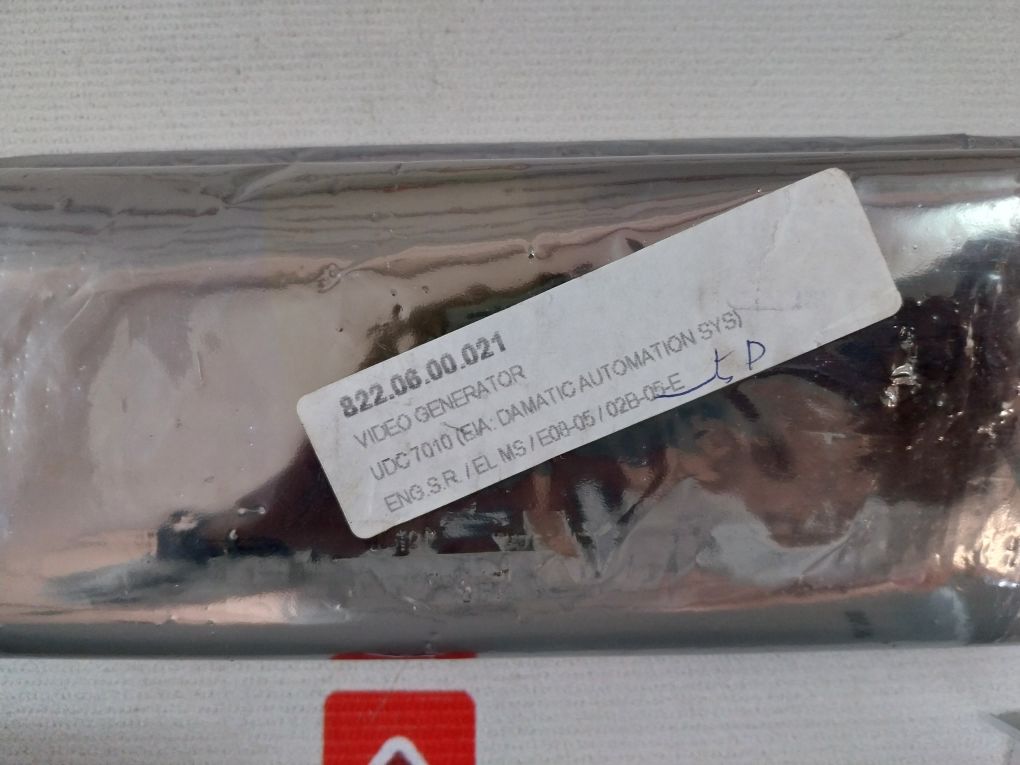 822.06.00.021
VIDEO GENERATOR
UDC 7010 (EIA: DAMATIC AUTOMATION SYS)
ENG.S.R. / EL MS / E08-05 / 02B-05-E